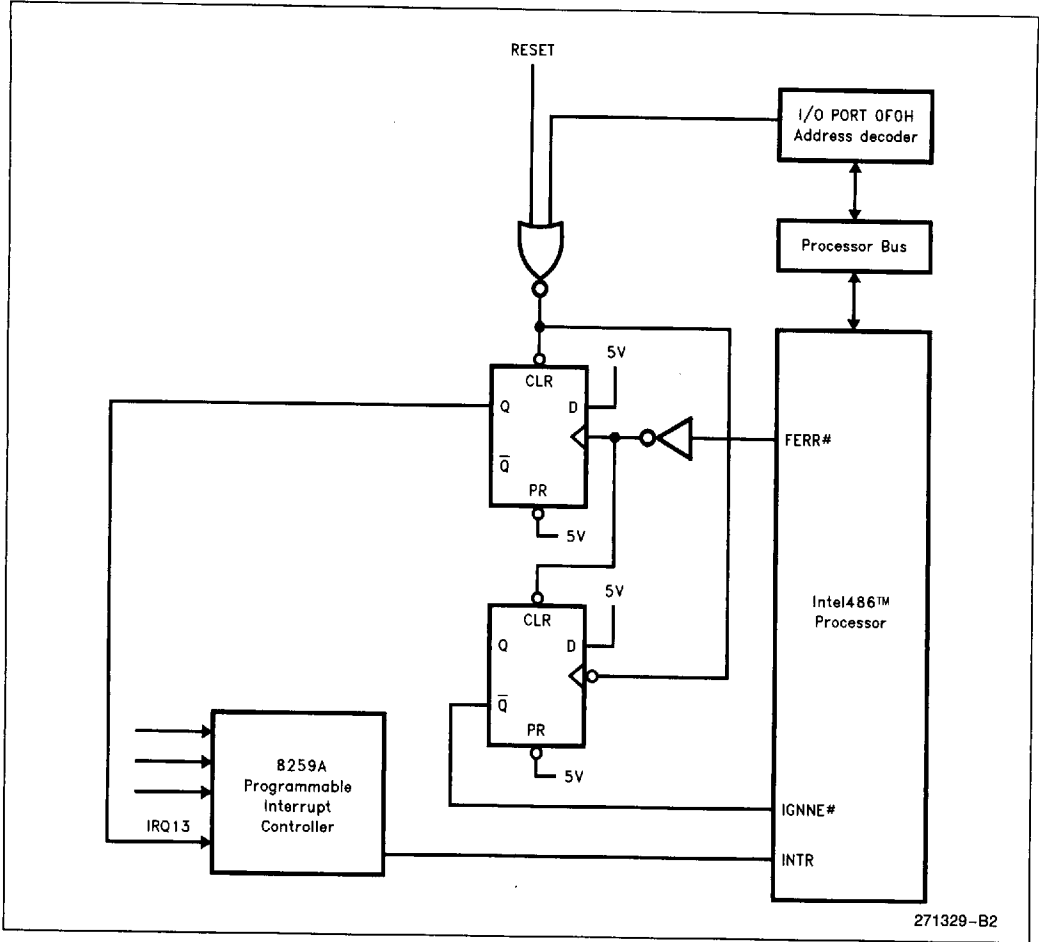 RESET
I/O PORT 0F0H
Address decoder
Processor Bus
5V
CLR
Q
D
Q̅
PR
5V
FERR#
5V
CLR
Q
D
Q̅
PR
5V
Intel486™
Processor
8259A
Programmable
Interrupt
Controller
IRQ13
IGNNE#
INTR
271329-B2